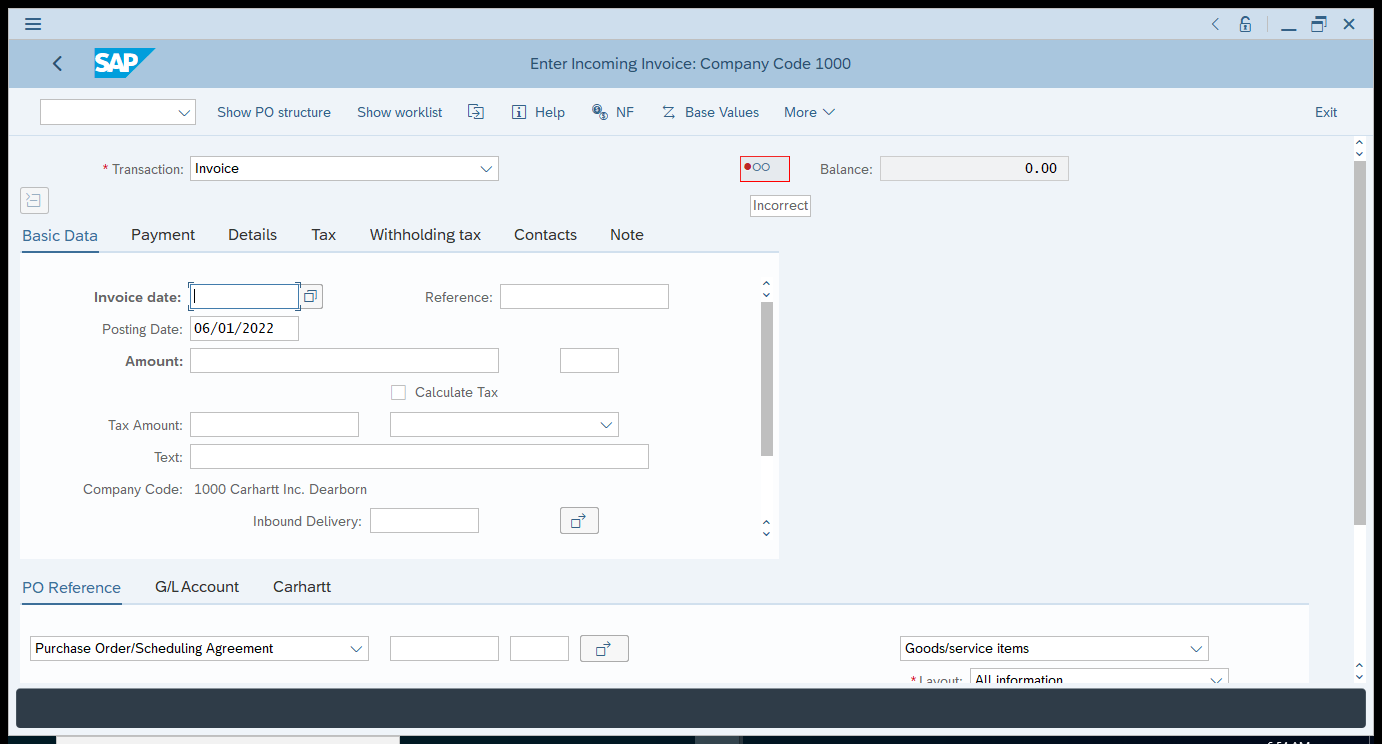 SAP
Enter Incoming Invoice: Company Code 1000
Show PO structure Show worklist Help NF Base Values More Exit
* Transaction: Invoice Balance: 0.00
Incorrect
Basic Data Payment Details Tax Withholding tax Contacts Note
Invoice date: Reference:
Posting Date: 06/01/2022
Amount:
Calculate Tax
Tax Amount:
Text:
Company Code: 1000 Carhartt Inc. Dearborn
Inbound Delivery:
PO Reference G/L Account Carhartt
Purchase Order/Scheduling Agreement Goods/service items
* Layout: All information